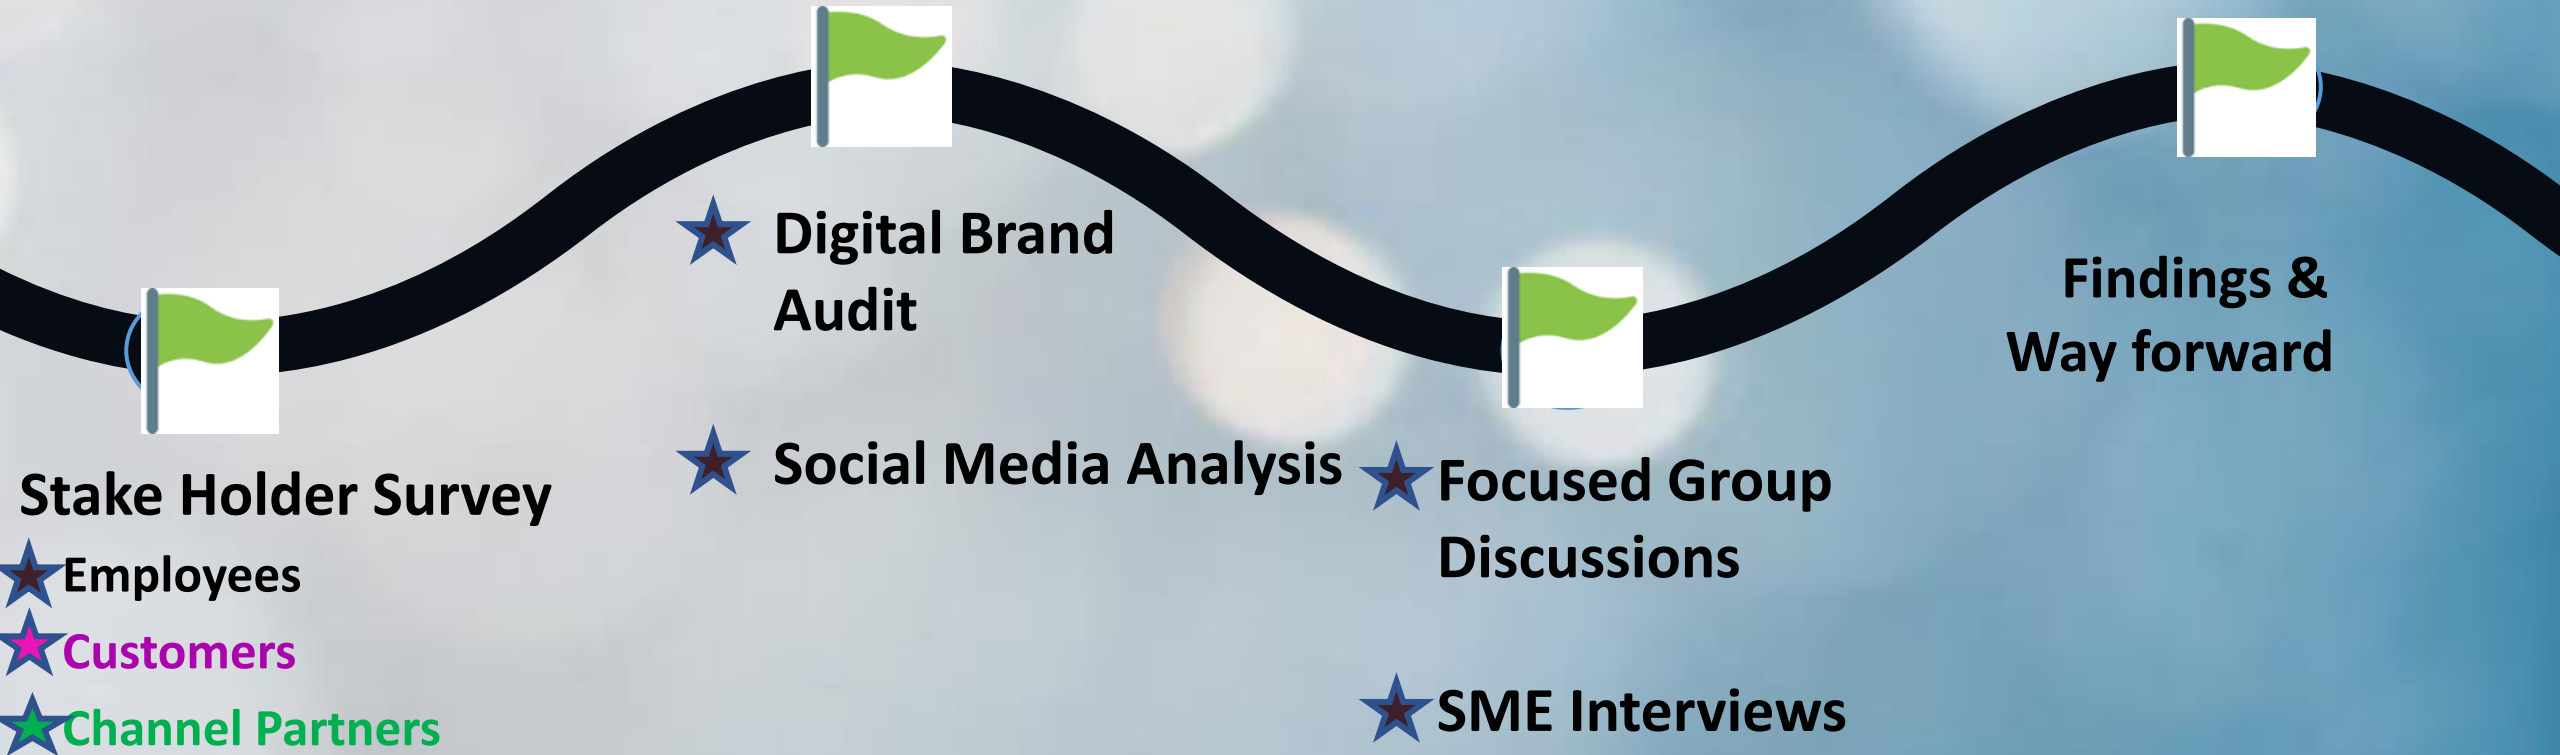 Stake Holder Survey
Employees
Customers
Channel Partners
Digital Brand
Audit
Social Media Analysis
Focused Group
Discussions
SME Interviews
Findings &
Way forward